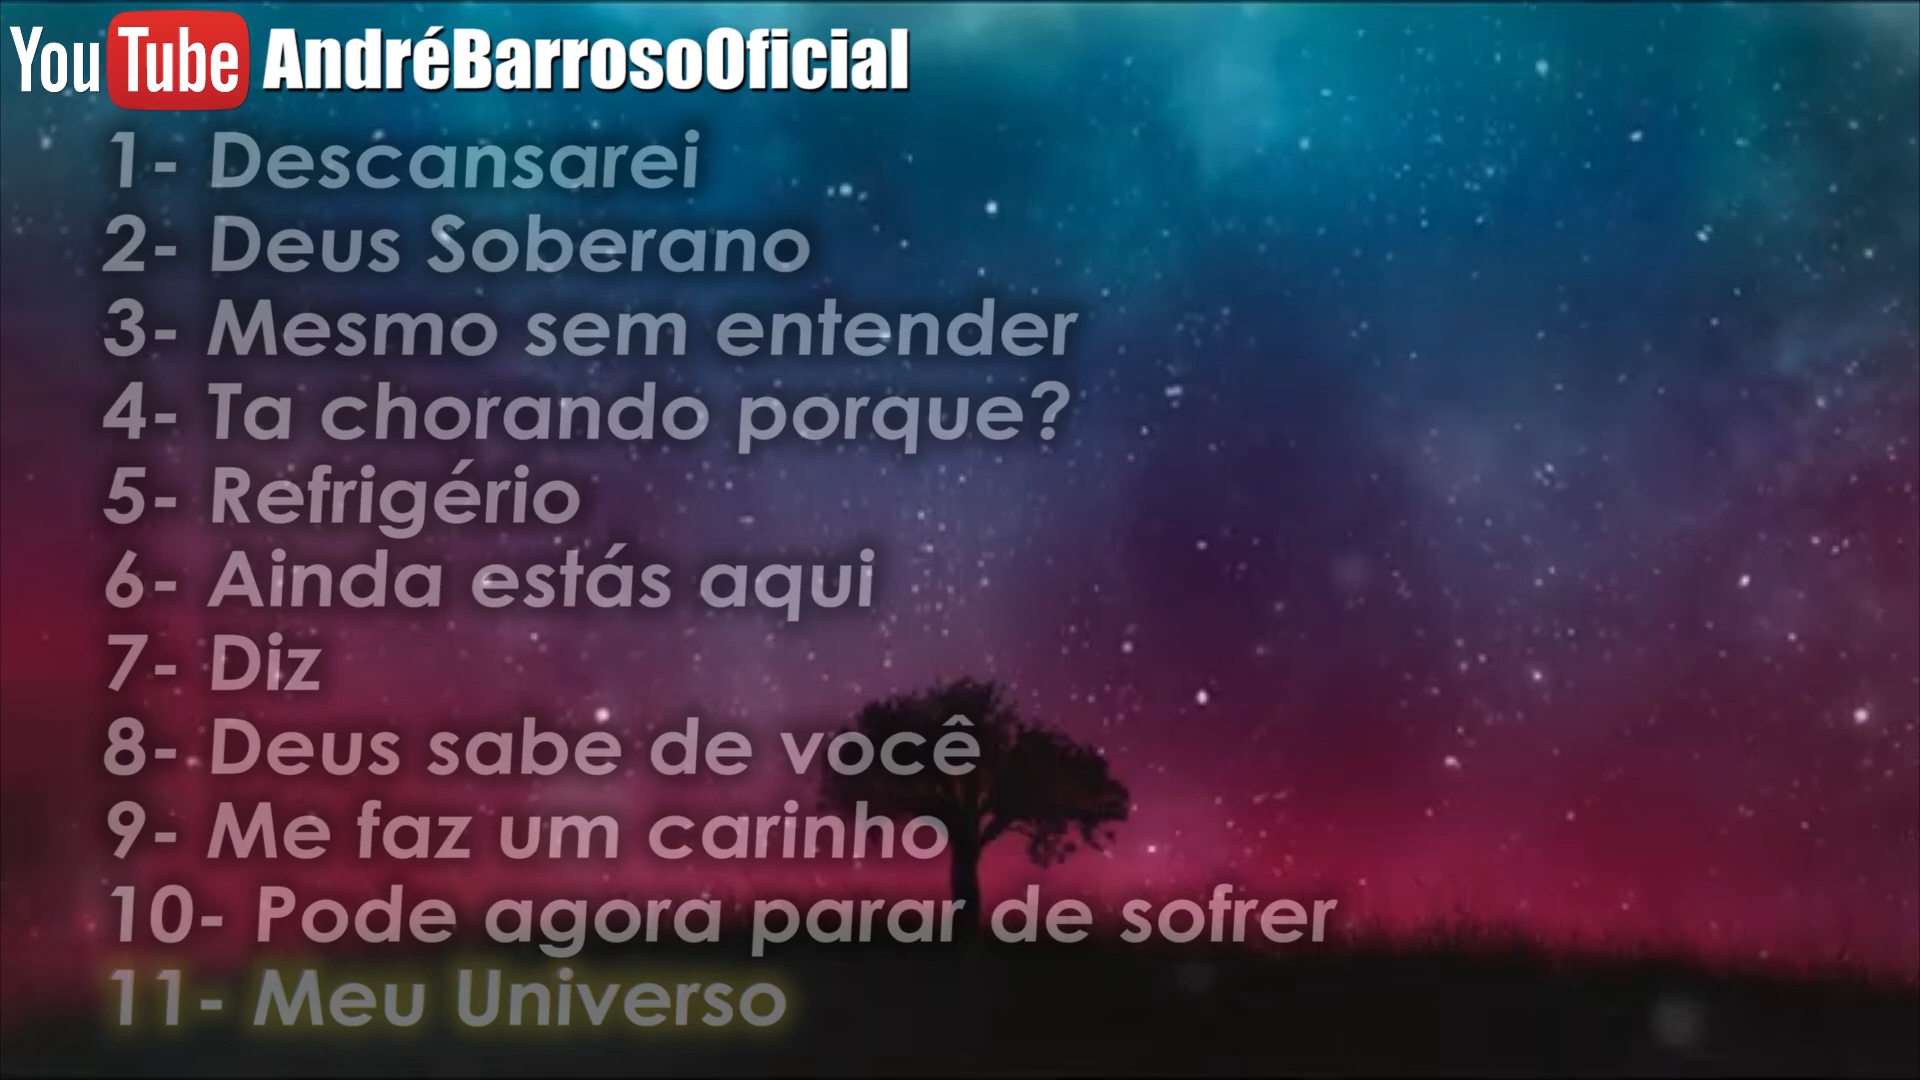 YouTube AndréBarrosoOficial
1- Descansarei
2- Deus Soberano
3- Mesmo sem entender
4- Ta chorando porque?
5- Refrigério
6- Ainda estás aqui
7- Diz
8- Deus sabe de você
9- Me faz um carinho
10- Pode agora parar de sofrer
11- Meu Universo